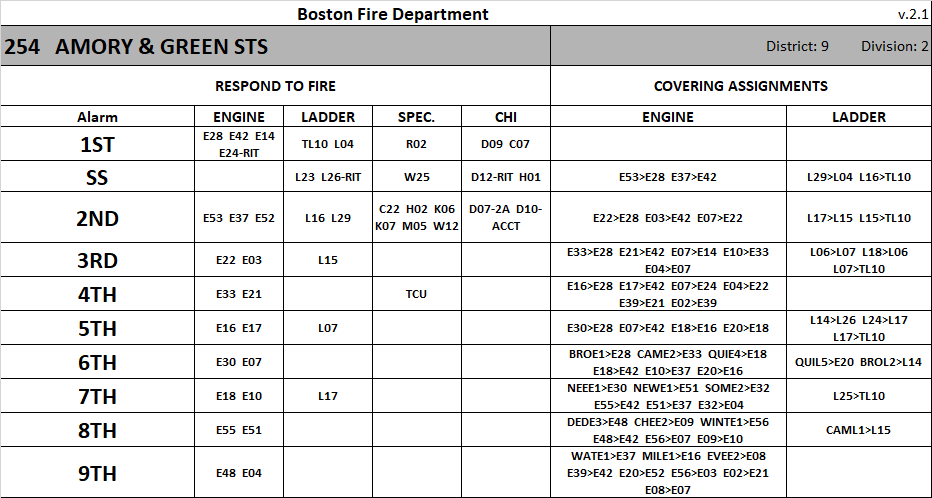 Boston Fire Department v.2.1
254 AMORY & GREEN STS District: 9 Division: 2
RESPOND TO FIRE COVERING ASSIGNMENTS
Alarm ENGINE LADDER SPEC. CHI ENGINE LADDER
1ST E28 E42 E14 TL10 L04 R02 D09 C07
E24-RIT
SS L23 L26-RIT W25 D12-RIT H01 E53>E28 E37>E42 L29>L04 L16>TL10
2ND E53 E37 E52 L16 L29 C22 H02 K06 D07-2A D10- E22>E28 E03>E42 E07>E22 L17>L15 L15>TL10
K07 M05 W12 ACCT
3RD E22 E03 L15 E33>E28 E21>E42 E07>E14 E10>E33 L06>L07 L18>L06
E04>E07 L07>TL10
4TH E33 E21 TCU E16>E28 E17>E42 E07>E24 E04>E22
E39>E21 E02>E39
5TH E16 E17 L07 E30>E28 E07>E42 E18>E16 E20>E18 L14>L26 L24>L17
L17>TL10
6TH E30 E07 BROE1>E28 CAME2>E33 QUIE4>E18 QUIL5>E20 BROL2>L14
E18>E42 E10>E37 E20>E16
7TH E18 E10 L17 NEEE1>E30 NEWE1>E51 SOME2>E32 L25>TL10
E55>E42 E51>E37 E32>E04
8TH E55 E51 DEDE3>E48 CHEE2>E09 WINTE1>E56 CAML1>L15
E48>E42 E56>E07 E09>E10
9TH E48 E04 WATE1>E37 MILE1>E16 EVEE2>E08
E39>E42 E20>E52 E56>E03 E02>E21
E08>E07